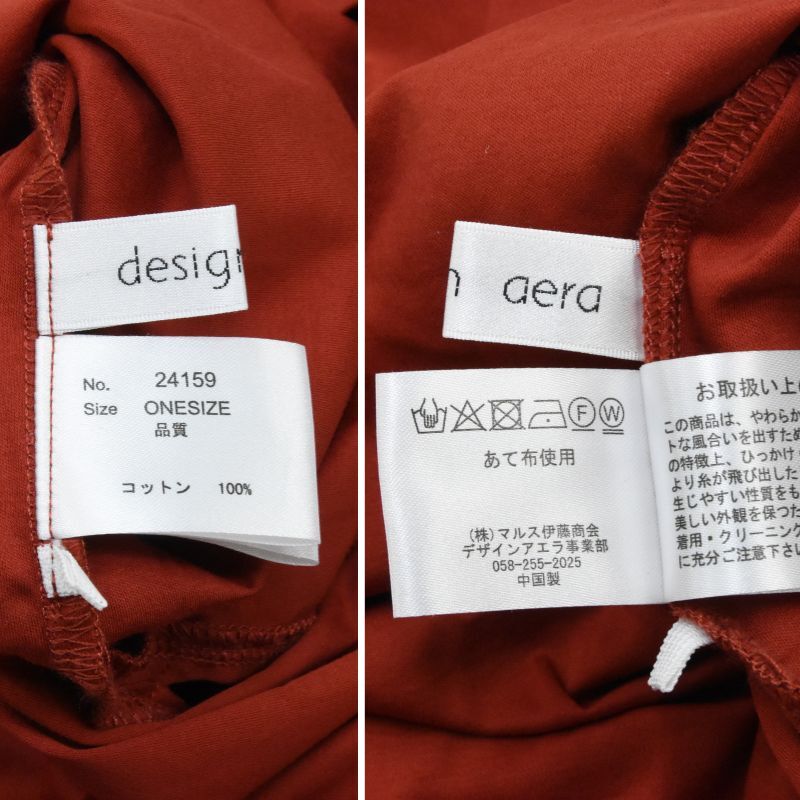 desig
No. 24159
Size ONESIZE
品質
コットン 100%
n aera
F W
あて布使用
(株)マルス伊藤商会
デザインアエラ事業部
058-255-2025
中国製
お取扱い上
この商品は、やわらか
トな風合いを出すため
の特徴上、ひっかけ
より糸が飛び出した
生じやすい性質をも
美しい外観を保つた
着用・クリーニング
に充分ご注意下さい